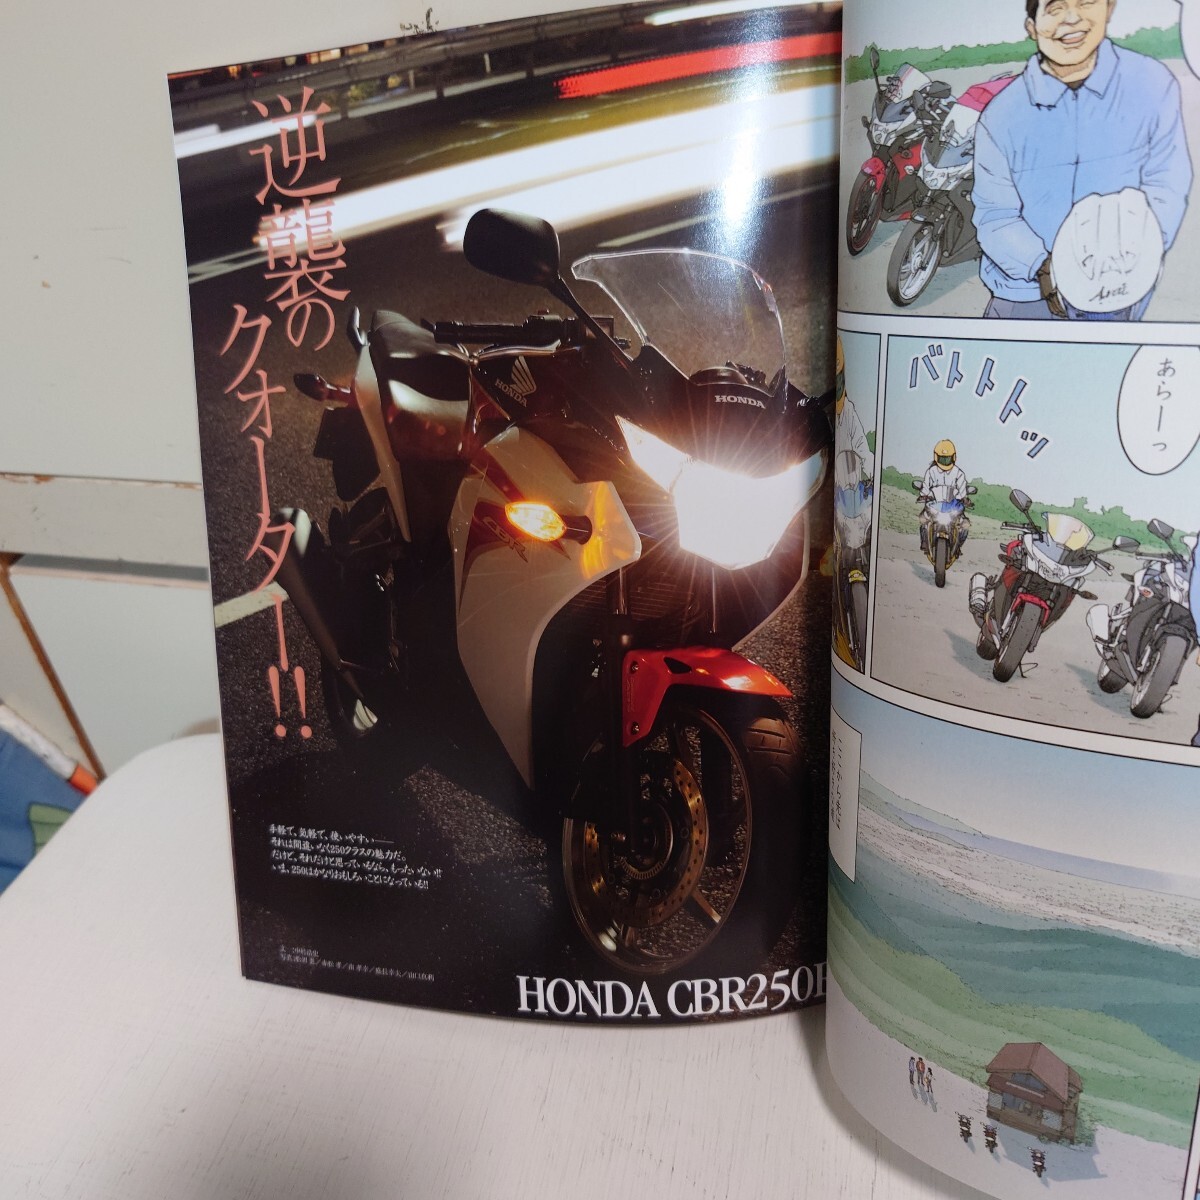 逆襲の
クォーター!!
HONDA
HONDA
CBR
手軽で、気軽で、使いやすい——
それは間違いなく250クラスの魅力だ。
だけど、それだけと思っているなら、もったいない!!
いま、250はかなりおもしろいことになっている!!
HONDA CBR250
バトトトッ
あらーっ